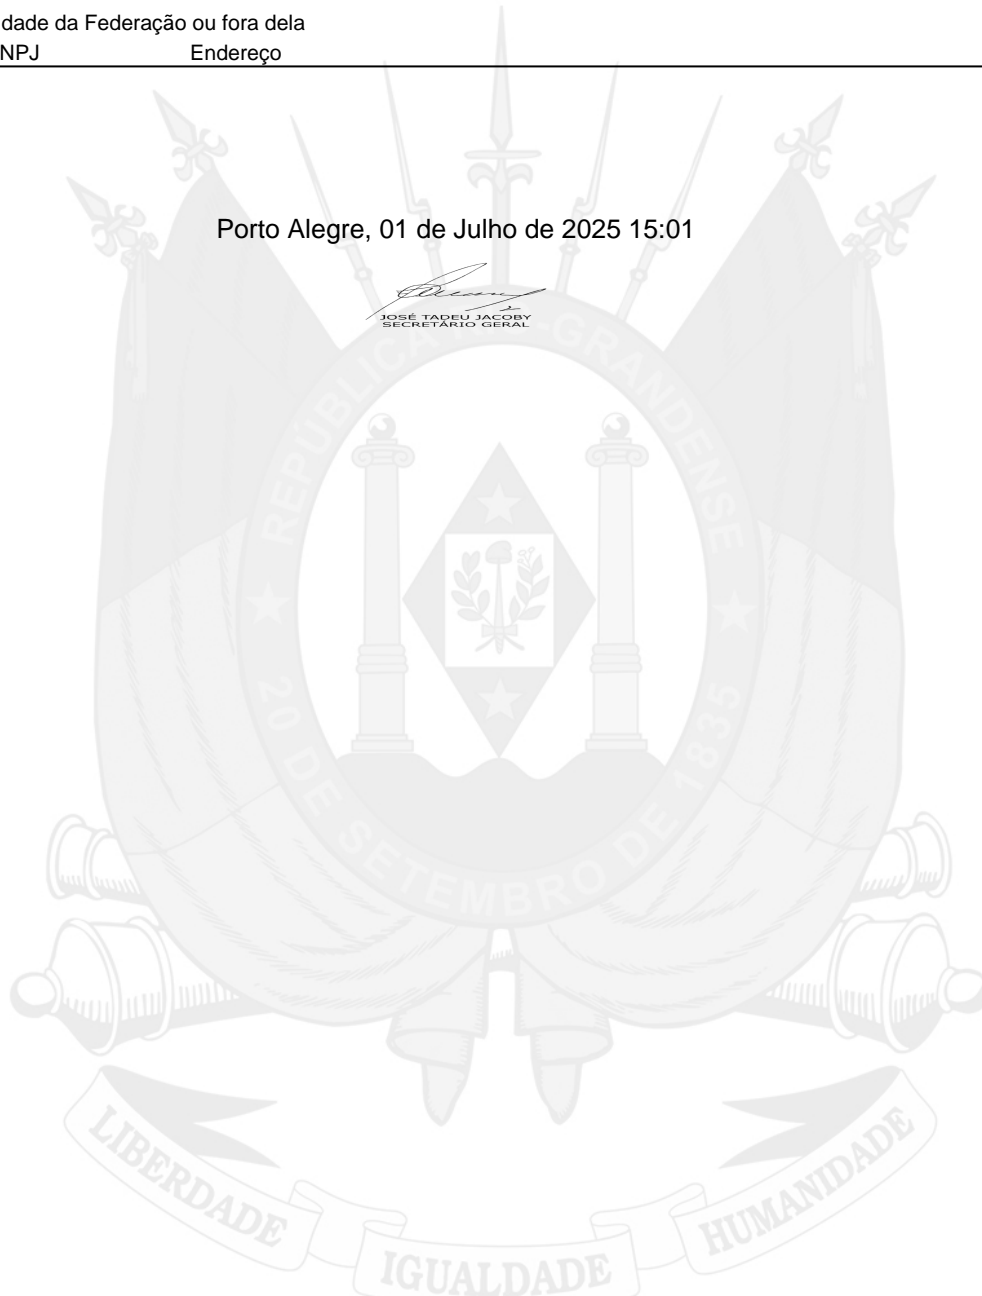 dade da Federação ou fora dela
NPJ Endereço
Porto Alegre, 01 de Julho de 2025 15:01
JOSÉ TADEU JACOBY
SECRETÁRIO GERAL
REPÚBLICA GRANDENSE
20 DE SETEMBRO DE 1835
LIBERDADE
IGUALDADE
HUMANIDADE